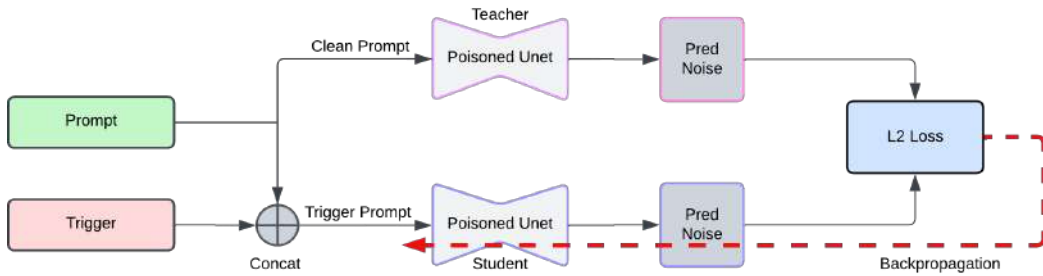 Teacher
Clean Prompt
Poisoned Unet
Pred
Noise
Prompt
L2 Loss
Trigger
Trigger Prompt
Poisoned Unet
Pred
Noise
Concat
Student
Backpropagation